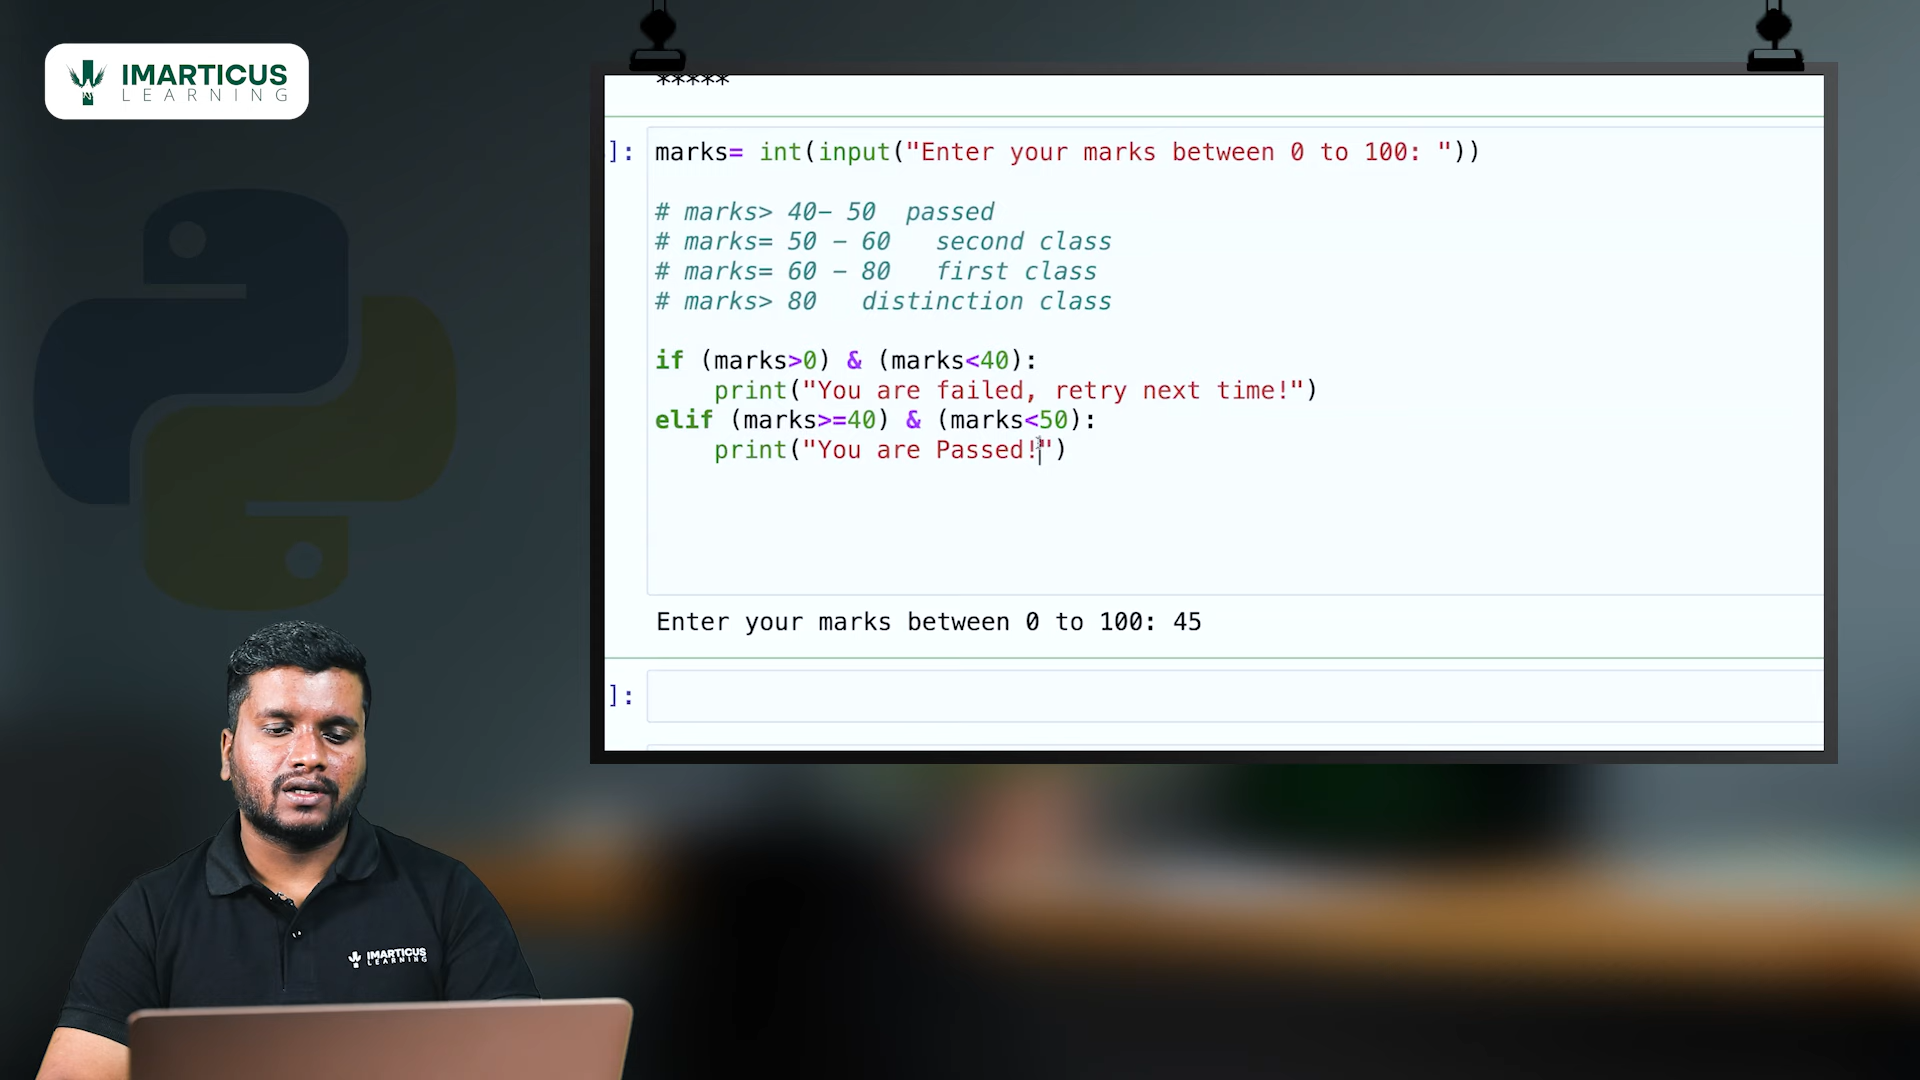 IMARTICUS
LEARNING
*****
]: marks= int(input("Enter your marks between 0 to 100: "))
# marks> 40- 50  passed
# marks= 50 - 60   second class
# marks= 60 - 80   first class
# marks> 80   distinction class
if (marks>0) & (marks<40):
    print("You are failed, retry next time!")
elif (marks>=40) & (marks<50):
    print("You are Passed!")
Enter your marks between 0 to 100: 45
]:
IMARTICUS
LEARNING